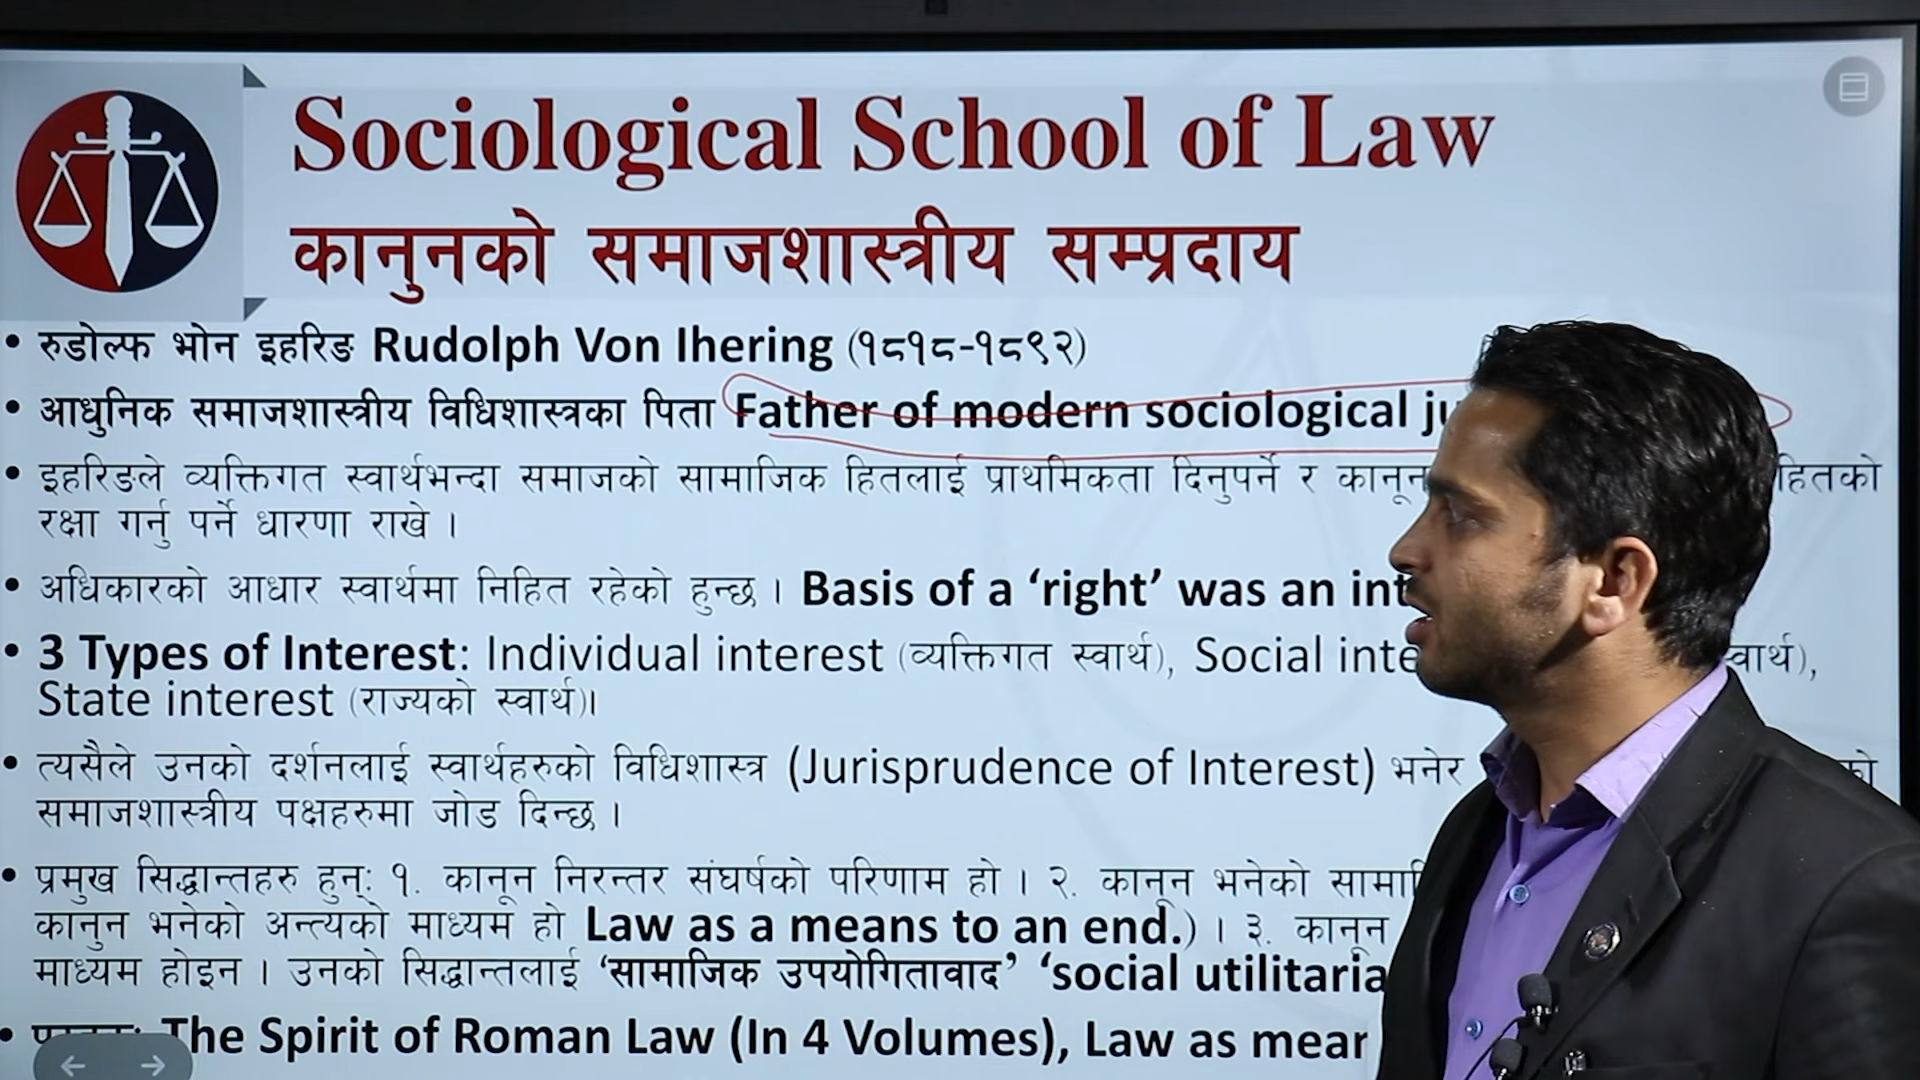 Sociological School of Law
कानुनको समाजशास्त्रीय सम्प्रदाय
• रुडोल्फ भोन इहरिङ Rudolph Von Ihering (१८१८-१८९२)
• आधुनिक समाजशास्त्रीय विधिशास्त्रका पिता Father of modern sociological
• इहरिङले व्यक्तिगत स्वार्थभन्दा समाजको सामाजिक हितलाई प्राथमिकता दिनुपर्ने र कानून हितको
रक्षा गर्नु पर्ने धारणा राखे ।
• अधिकारको आधार स्वार्थमा निहित रहेको हुन्छ । Basis of a ‘right’ was an
• 3 Types of Interest: Individual interest (व्यक्तिगत स्वार्थ), Social स्वार्थ),
State interest (राज्यको स्वार्थ)।
• त्यसैले उनको दर्शनलाई स्वार्थहरुको विधिशास्त्र (Jurisprudence of Interest) भनेर
समाजशास्त्रीय पक्षहरुमा जोड दिन्छ ।
• प्रमुख सिद्धान्तहरु हुन्: १. कानून निरन्तर संघर्षको परिणाम हो । २. कानून भनेको
कानुन भनेको अन्त्यको माध्यम हो Law as a means to an end.) । ३. कानून
माध्यम होइन । उनको सिद्धान्तलाई ‘सामाजिक उपयोगितावाद’ ‘social
• The Spirit of Roman Law (In 4 Volumes), Law as